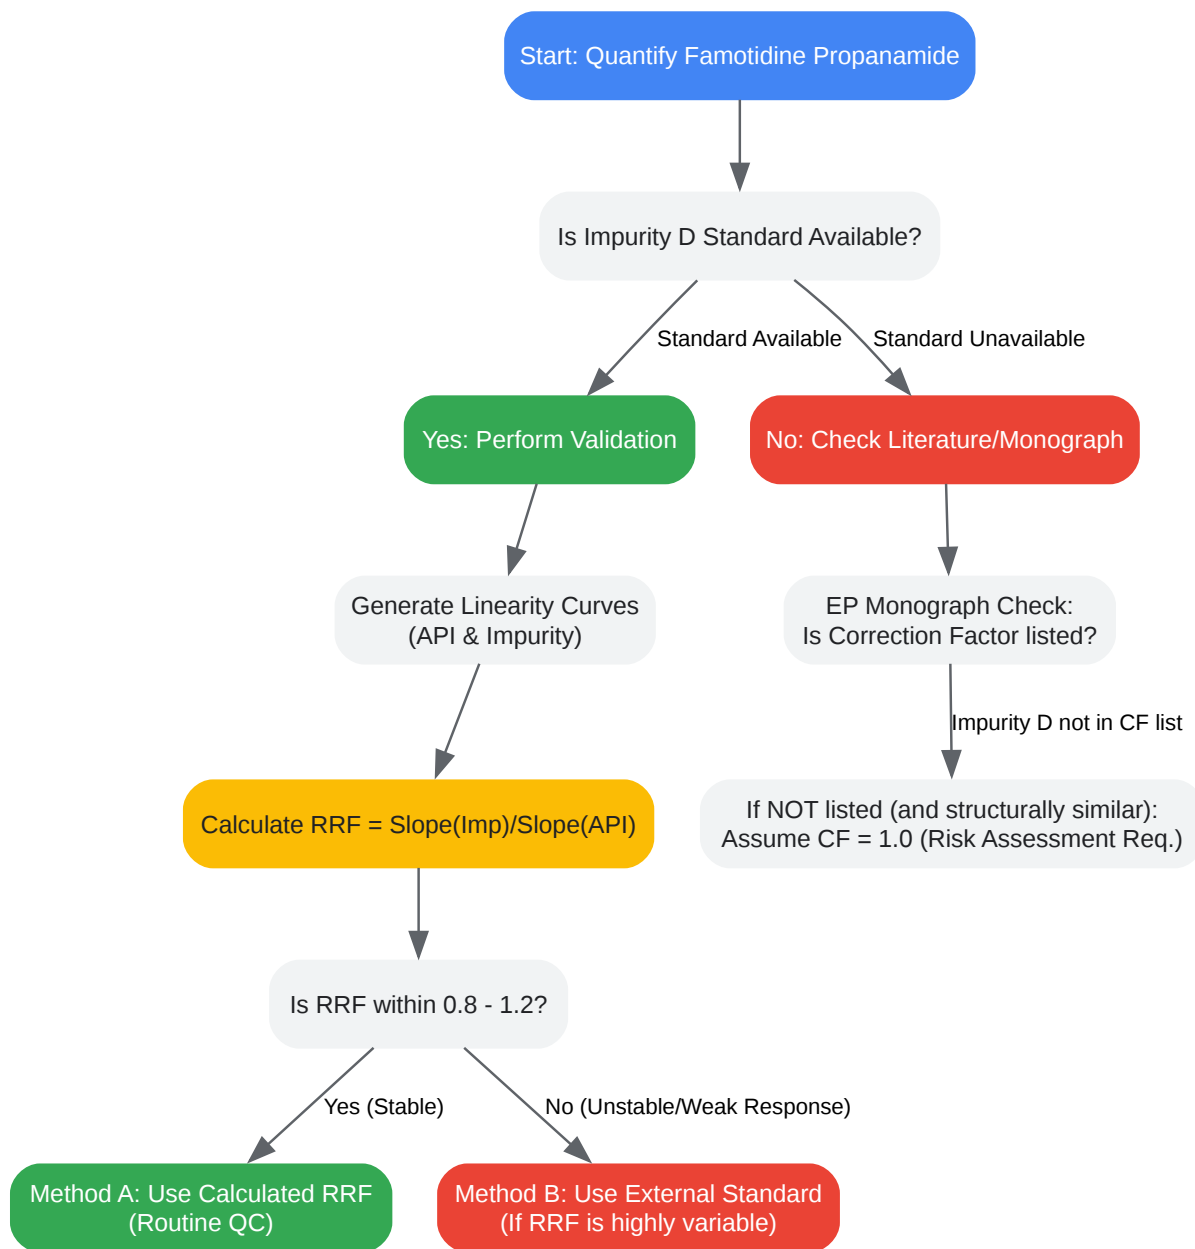 Start: Quantify Famotidine Propanamide
Is Impurity D Standard Available?
Standard Available
Standard Unavailable
Yes: Perform Validation
No: Check Literature/Monograph
Generate Linearity Curves
(API & Impurity)
EP Monograph Check:
Is Correction Factor listed?
Impurity D not in CF list
Calculate RRF = Slope(Imp)/Slope(API)
If NOT listed (and structurally similar):
Assume CF = 1.0 (Risk Assessment Req.)
Is RRF within 0.8 - 1.2?
Yes (Stable)
No (Unstable/Weak Response)
Method A: Use Calculated RRF
(Routine QC)
Method B: Use External Standard
(If RRF is highly variable)